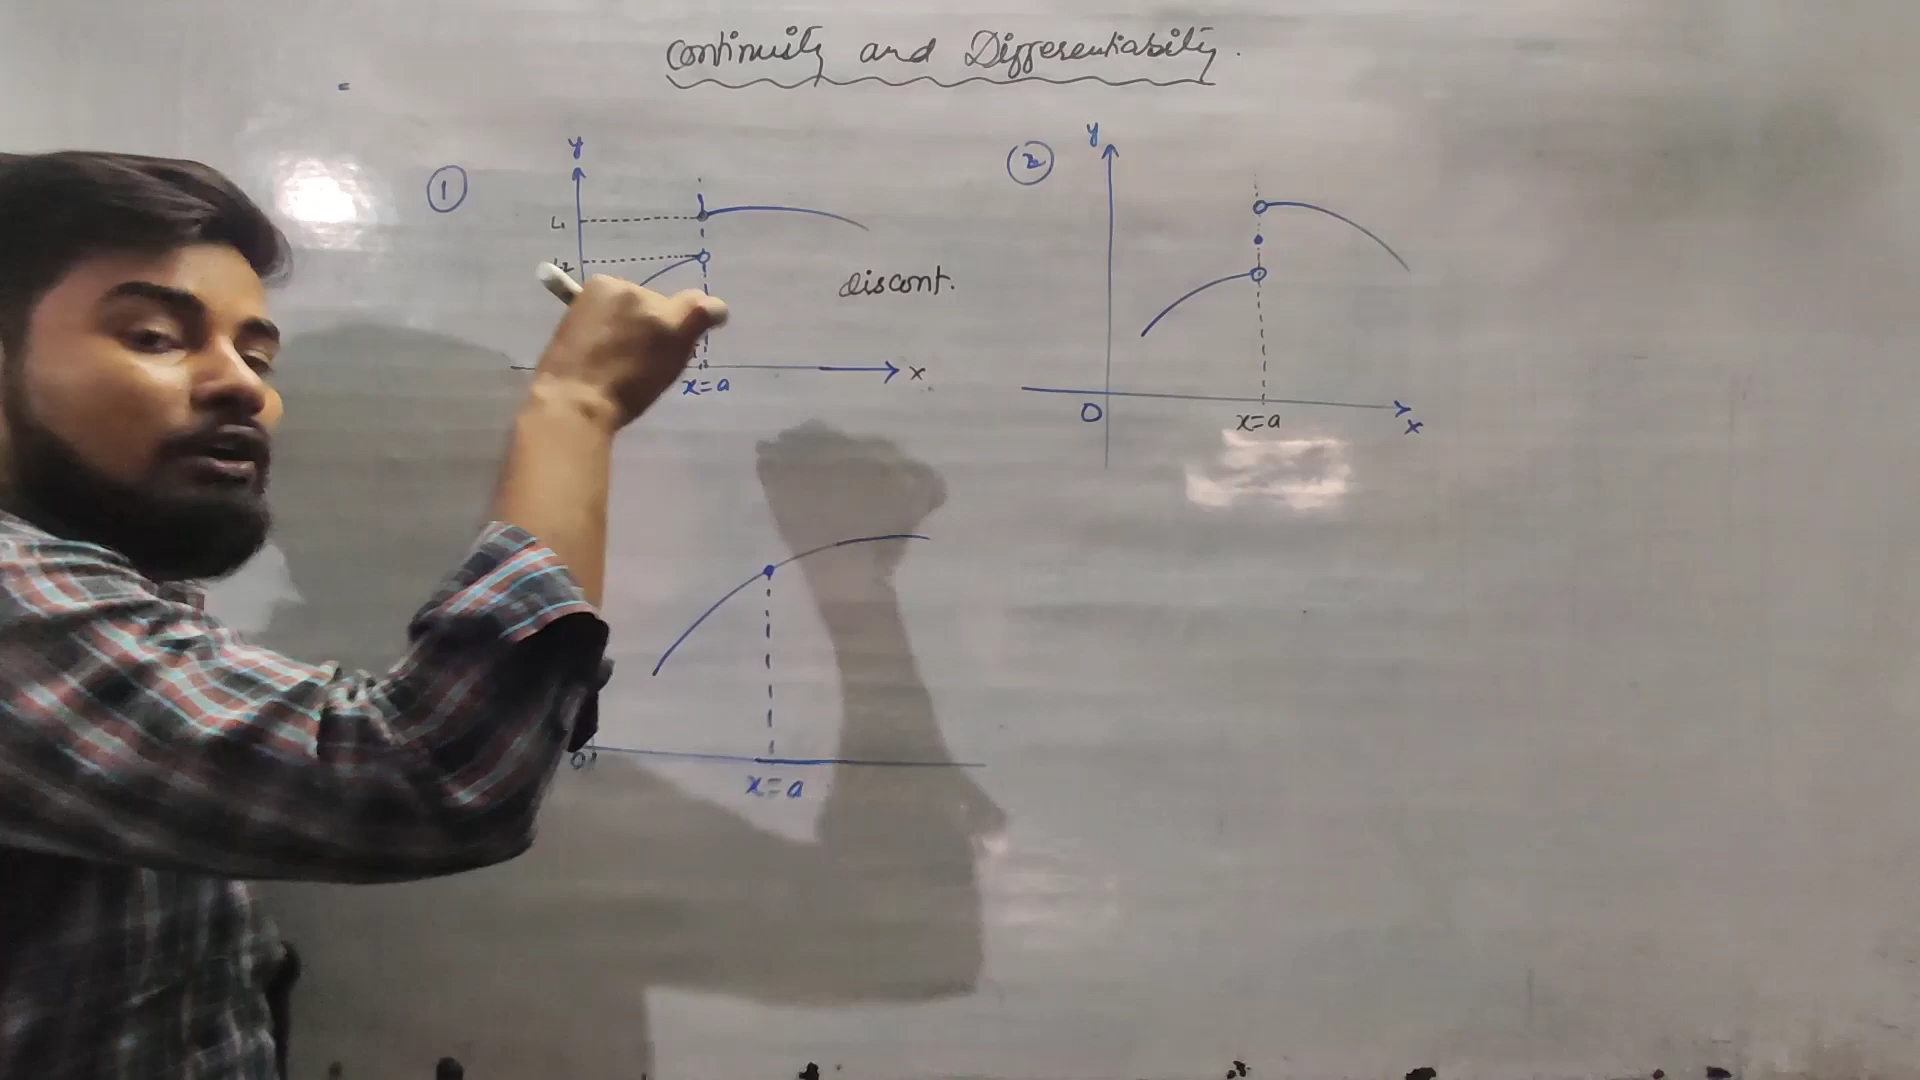 Continuity and Differentiability.
①
y
L1
L2
discont.
x
x=a
②
y
O
x=a
x
O
x=a